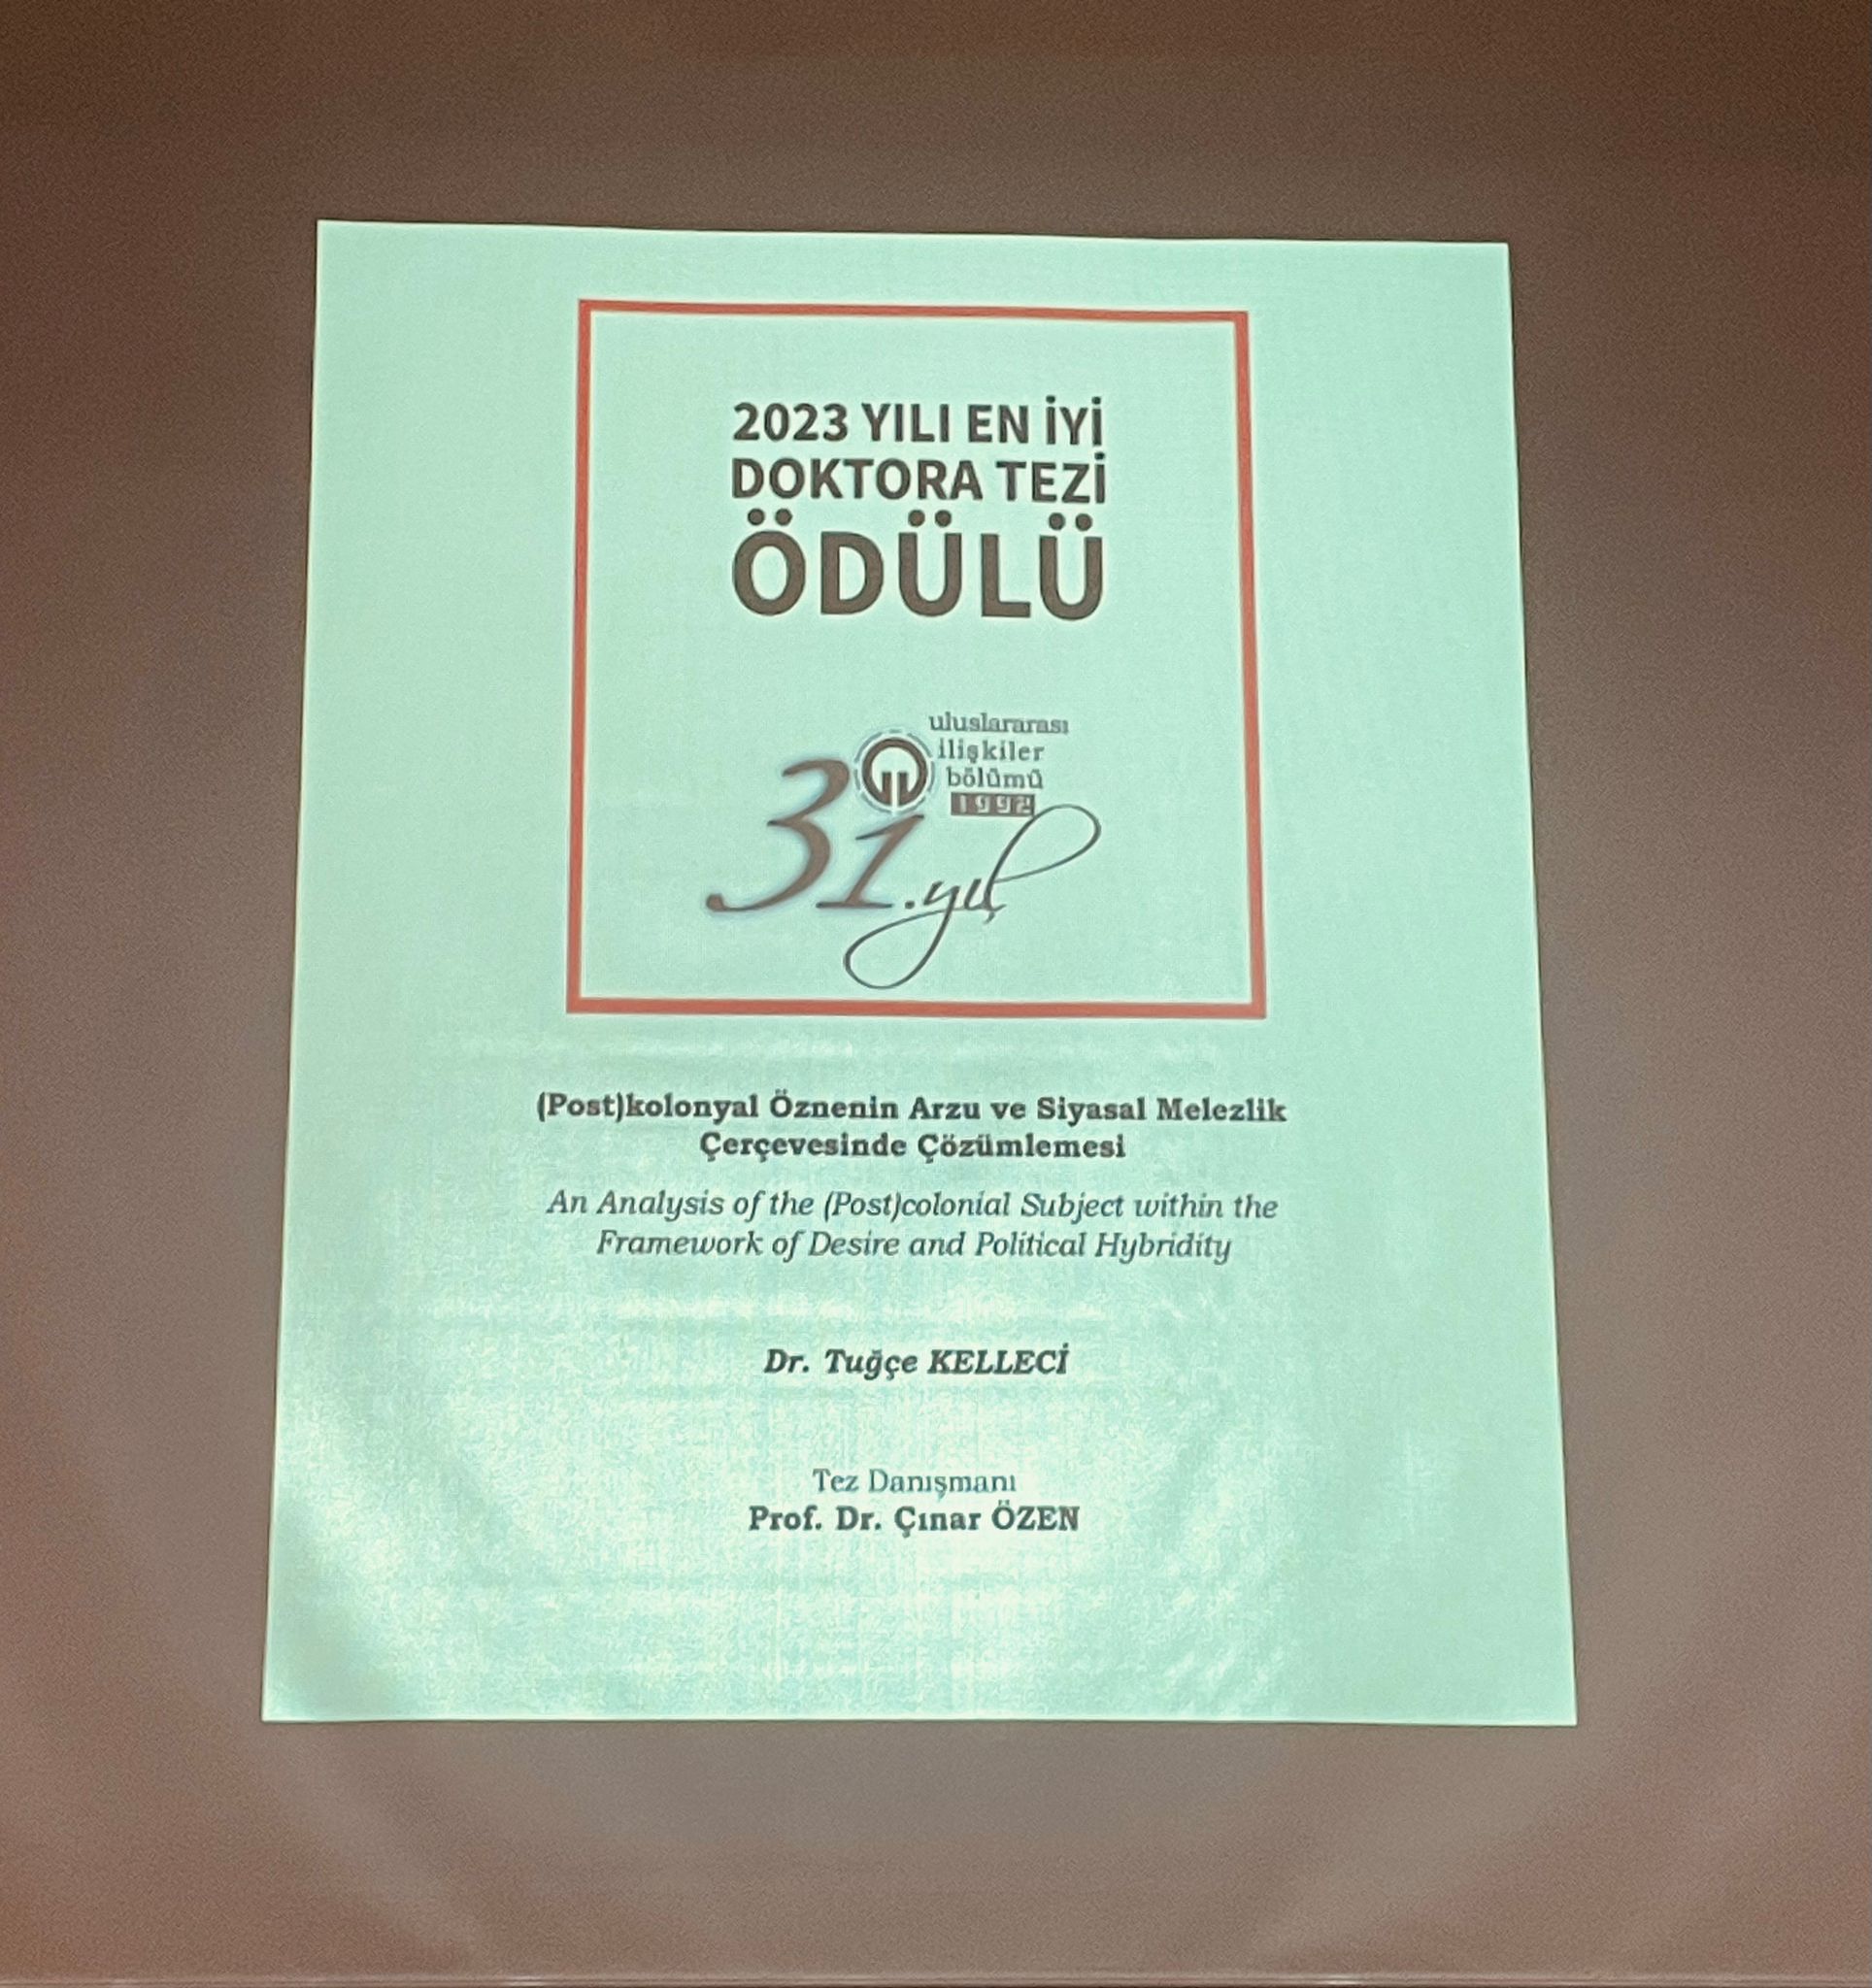 2023 YILI EN İYİ
DOKTORA TEZİ
ÖDÜLÜ
uluslararası
ilişkiler
bölümü
1992
31.yıl
(Post)kolonyal Öznenin Arzu ve Siyasal Melezlik
Çerçevesinde Çözümlemesi
An Analysis of the (Post)colonial Subject within the
Framework of Desire and Political Hybridity
Dr. Tuğçe KELLECİ
Tez Danışmanı
Prof. Dr. Çınar ÖZEN